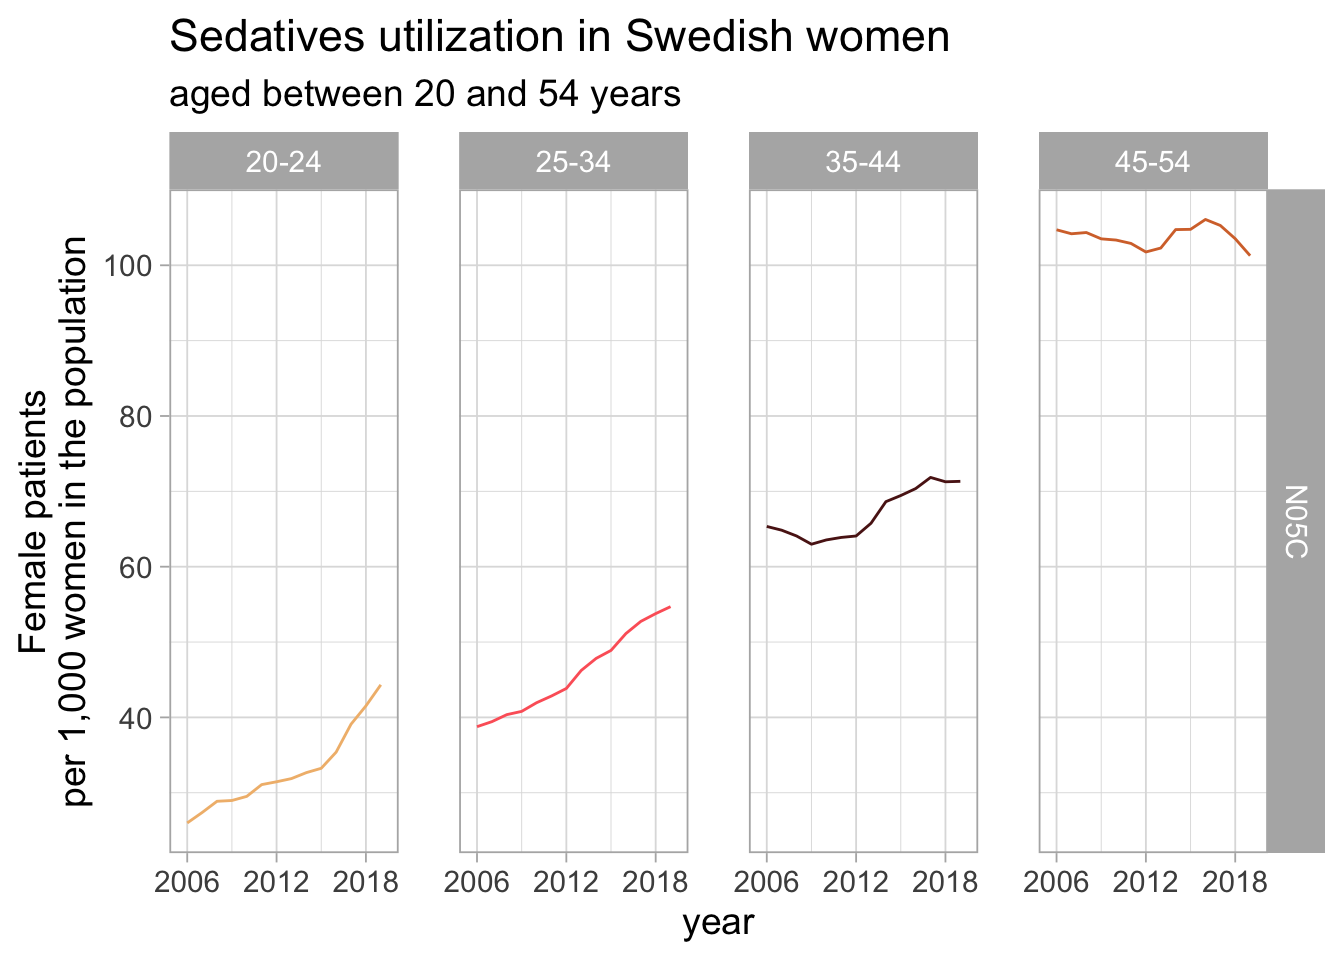 Sedatives utilization in Swedish women
aged between 20 and 54 years
20-24
25-34
35-44
45-54
N05C
Female patients
per 1,000 women in the population
100
80
60
40
2006 2012 2018
2006 2012 2018
2006 2012 2018
2006 2012 2018
year